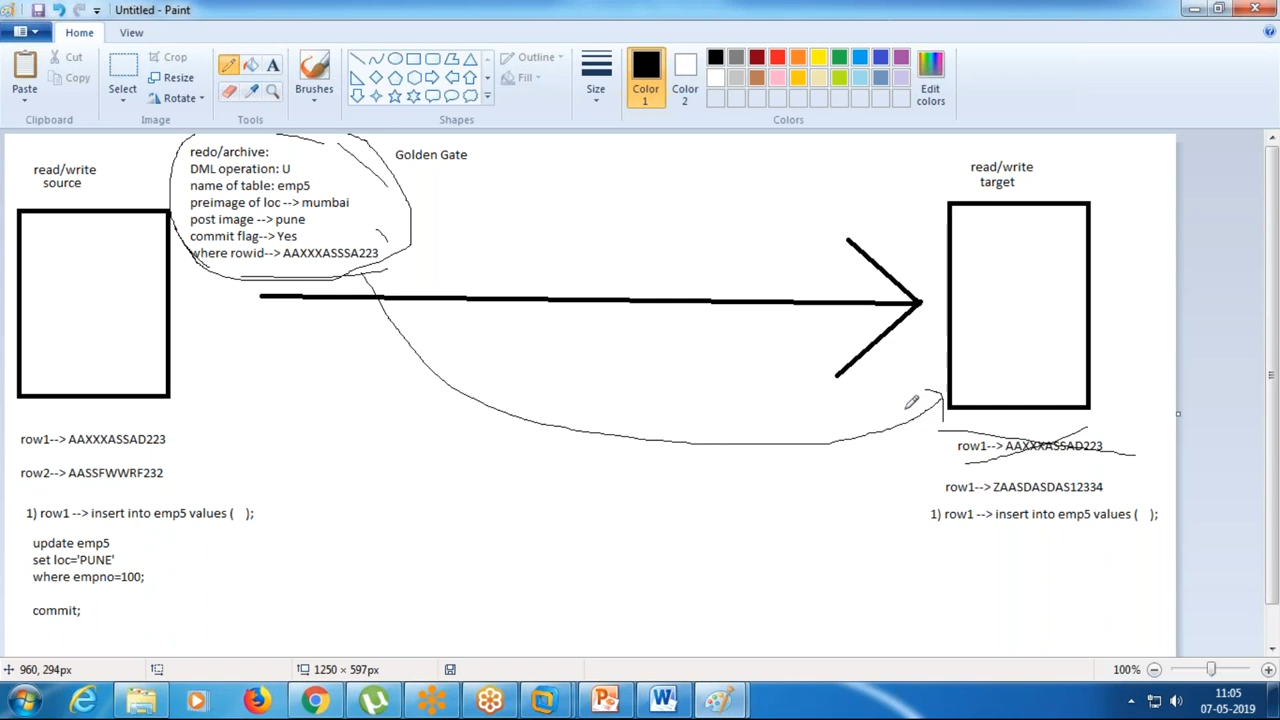 Untitled - Paint
Home
View
Paste
Cut
Copy
Clipboard
Select
Crop
Resize
Rotate
Image
A
Tools
Brushes
Outline
Fill
Shapes
Size
Color 1
Color 2
Edit colors
Colors
read/write
source
redo/archive:
DML operation: U
name of table: emp5
preimage of loc --> mumbai
post image --> pune
commit flag--> Yes
where rowid--> AAXXXASSSA223
Golden Gate
read/write
target
row1--> AAXXXASSAD223
row2--> AASSFWWRF232
1) row1 --> insert into emp5 values ( );
update emp5
set loc='PUNE'
where empno=100;
commit;
row1--> AAXXXASSAD223
row1--> ZAASDASDAS12334
1) row1 --> insert into emp5 values ( );
960, 294px
1250 × 597px
100%
11:05
07-05-2019